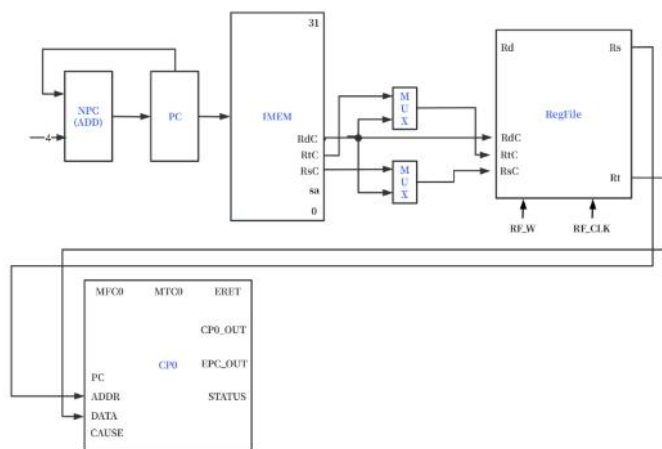 31
NPC
(ADD)
PC
IMEM
4
RdC
RtC
RsC
sa
0
M
U
X
M
U
X
Rd
Rs
RegFile
RdC
RtC
RsC
Rt
RF_W
RF_CLK
MFC0
MTC0
ERET
CP0_OUT
CP0
EPC_OUT
PC
ADDR
STATUS
DATA
CAUSE